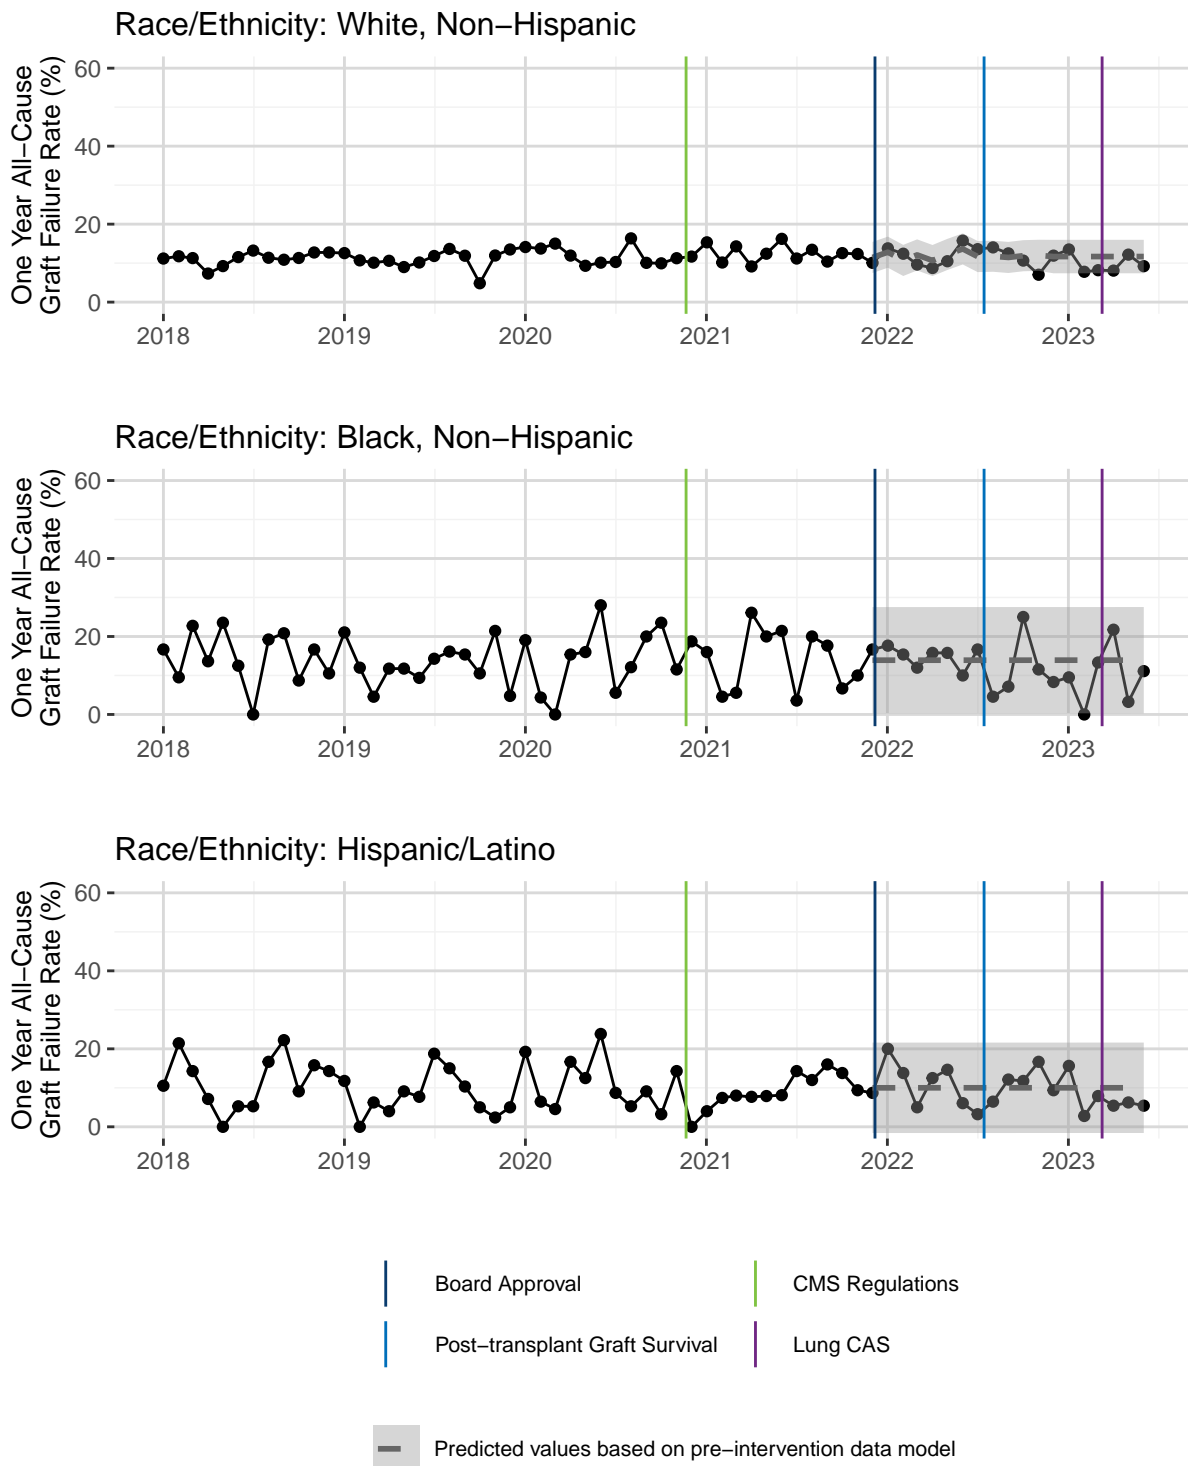 Race/Ethnicity: White, Non−Hispanic
One Year All−Cause
Graft Failure Rate (%)
60
40
20
0
2018 2019 2020 2021 2022 2023
Race/Ethnicity: Black, Non−Hispanic
One Year All−Cause
Graft Failure Rate (%)
60
40
20
0
2018 2019 2020 2021 2022 2023
Race/Ethnicity: Hispanic/Latino
One Year All−Cause
Graft Failure Rate (%)
60
40
20
0
2018 2019 2020 2021 2022 2023
Board Approval CMS Regulations
Post−transplant Graft Survival Lung CAS
Predicted values based on pre−intervention data model